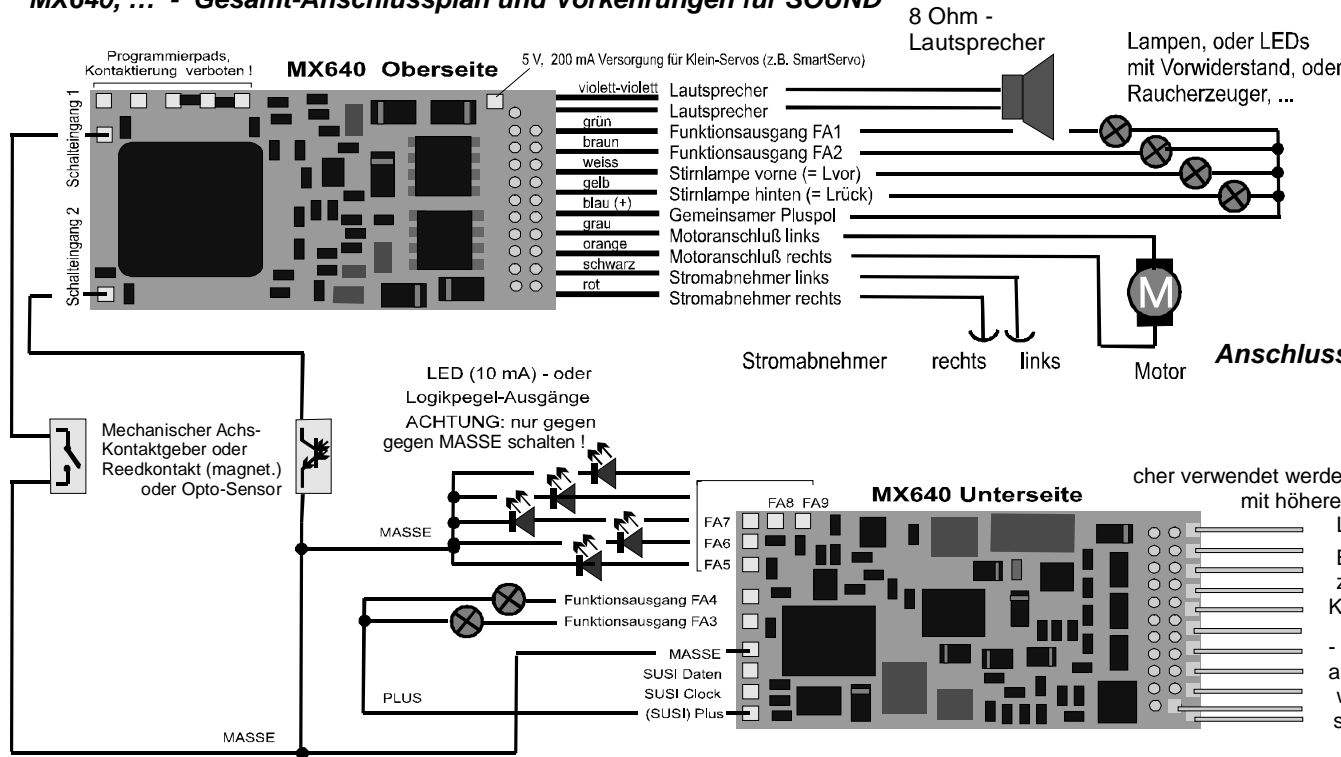 MX640, ... - Gesamt-Anschlussplan und Vorkehrungen für SOUND
8 Ohm -
Lautsprecher
Lampen, oder LEDs
mit Vorwiderstand, oder
Raucherzeuger, ...
Programmierpads,
Kontaktierung verboten !
MX640 Oberseite
5 V, 200 mA Versorgung für Klein-Servos (z.B. SmartServo)
Schalteingang 1
Schalteingang 2
violett-violett Lautsprecher
Lautsprecher
grün Funktionsausgang FA1
braun Funktionsausgang FA2
weiss Stirnlampe vorne (= Lvor)
gelb Stirnlampe hinten (= Lrück)
blau (+) Gemeinsamer Pluspol
grau Motoranschluß links
orange Motoranschluß rechts
schwarz Stromabnehmer links
rot Stromabnehmer rechts
M
Stromabnehmer rechts links
Motor
Anschluss
LED (10 mA) - oder
Logikpegel-Ausgänge
ACHTUNG: nur gegen
gegen MASSE schalten !
Mechanischer Achs-
Kontaktgeber oder
Reedkontakt (magnet.)
oder Opto-Sensor
cher verwendet werde
mit höhere
MX640 Unterseite
FA8 FA9
FA7
FA6
FA5
MASSE
Funktionsausgang FA4
Funktionsausgang FA3
MASSE
SUSI Daten
SUSI Clock
(SUSI) Plus
PLUS
MASSE
z
K
-
a
w
s